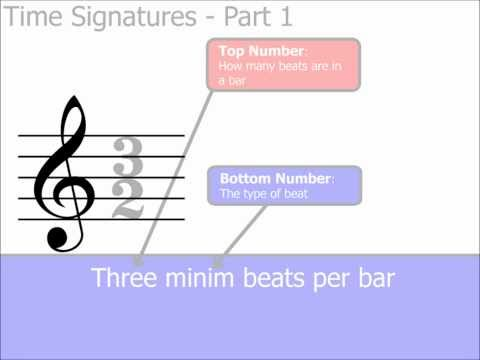 Time Signatures - Part 1
Top Number:
How many beats are in
a bar
3
2
Bottom Number:
The type of beat
Three minim beats per bar